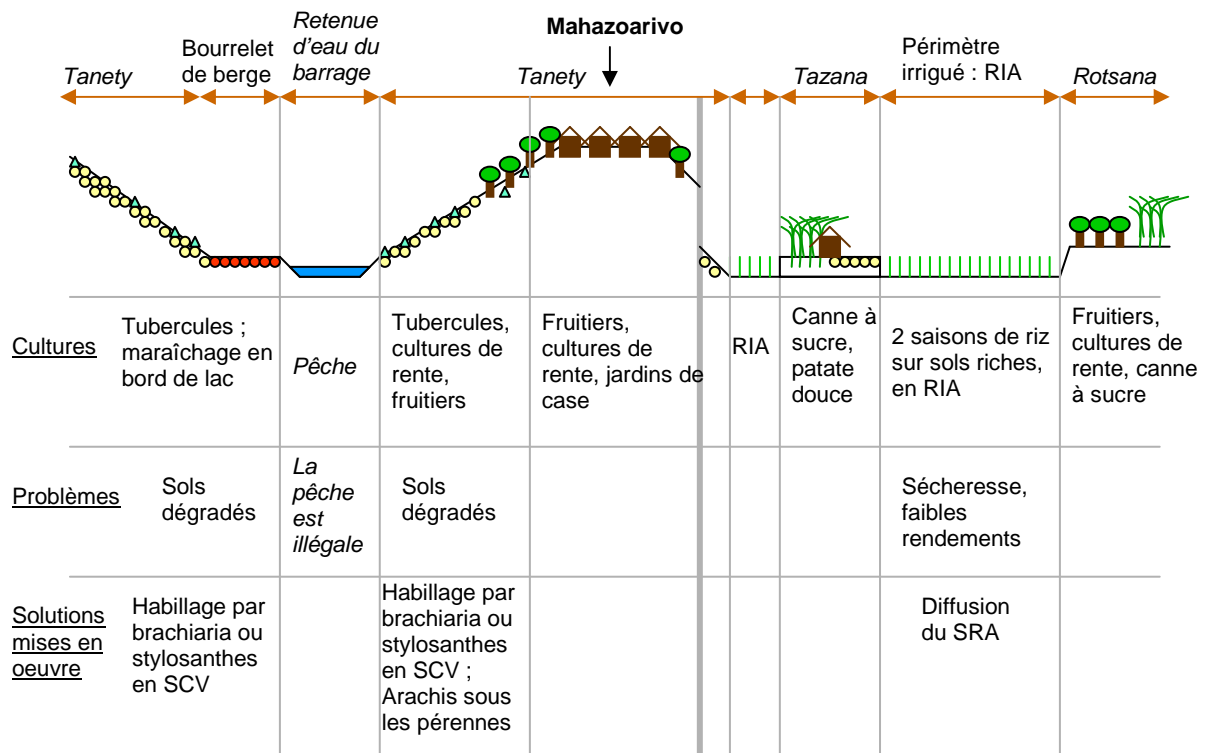 Mahazoarivo
Tanety
Bourrelet
de berge
Retenue
d'eau du
barrage
Tanety
Tazana
Périmètre
irrigué : RIA
Rotsana
Cultures
Tubercules ;
maraîchage en
bord de lac
Pêche
Tubercules,
cultures de
rente,
fruitiers
Fruitiers,
cultures de
rente, jardins de
case
RIA
Canne à
sucre,
patate
douce
2 saisons de riz
sur sols riches,
en RIA
Fruitiers,
cultures de
rente, canne
à sucre
Problèmes
Sols
dégradés
La
pêche
est
illégale
Sols
dégradés
Sécheresse,
faibles
rendements
Solutions
mises en
oeuvre
Habillage par
brachiaria ou
stylosanthes
en SCV
Habillage par
brachiaria ou
stylosanthes
en SCV ;
Arachis sous
les pérennes
Diffusion
du SRA